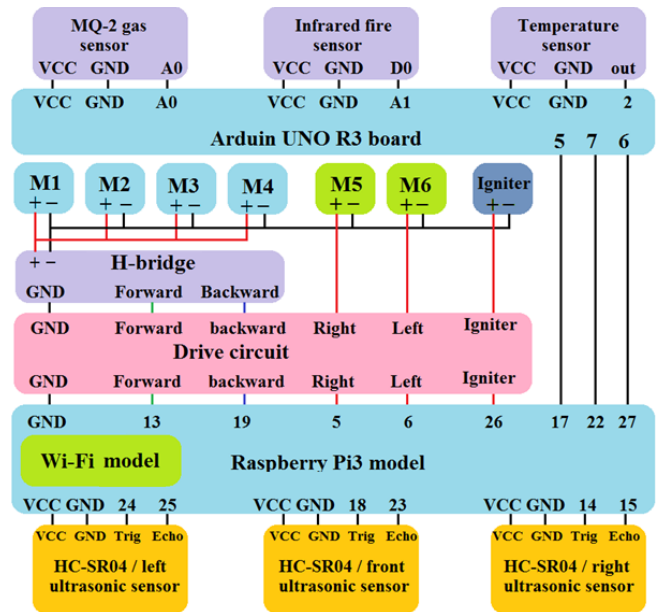 MQ-2 gas sensor
Infrared fire sensor
Temperature sensor
VCC GND A0
VCC GND D0
VCC GND out
VCC GND A0
A1
VCC GND 2
Arduin UNO R3 board
5 7 6
M1 M2 M3 M4 M5 M6 Igniter
+ − + − + − + − + − + − + −
+ −
H-bridge
GND Forward Backward
GND Forward backward Right Left Igniter
Drive circuit
GND Forward backward Right Left Igniter
GND 13 19 5 6 26 17 22 27
Wi-Fi model
Raspberry Pi3 model
VCC GND 24 25
VCC GND 18 23
VCC GND 14 15
VCC GND Trig Echo
VCC GND Trig Echo
VCC GND Trig Echo
HC-SR04 / left
ultrasonic sensor
HC-SR04 / front
ultrasonic sensor
HC-SR04 / right
ultrasonic sensor